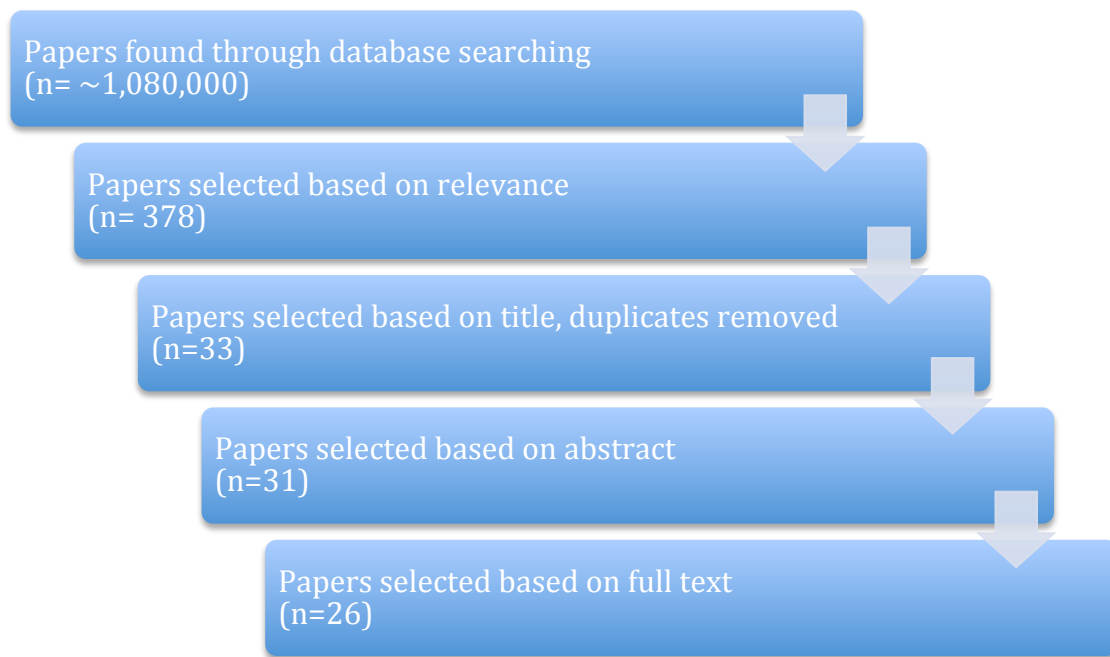 Papers found through database searching
(n= ~1,080,000)
Papers selected based on relevance
(n= 378)
Papers selected based on title, duplicates removed
(n=33)
Papers selected based on abstract
(n=31)
Papers selected based on full text
(n=26)